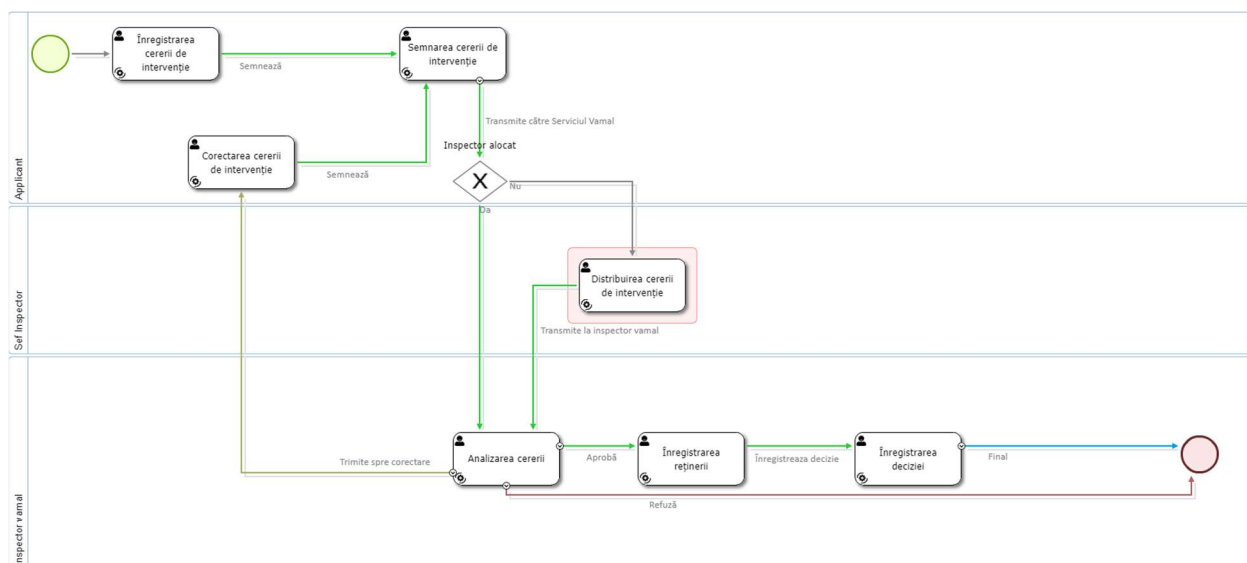 Applicant
Înregistrarea
cererii de
intervenție
Semnează
Semnarea cererii de
intervenție
Transmite către Serviciul Vamal
Corectarea cererii
de intervenție
Semnează
Inspector alocat
X
Nu
Da
Sef Inspector
Distribuirea cererii
de intervenție
Transmite la inspector vamal
Inspector vamal
Trimite spre corectare
Analizarea cererii
Aprobă
Înregistrarea
reținerii
Înregistreaza decizie
Înregistrarea
deciziei
Final
Refuză